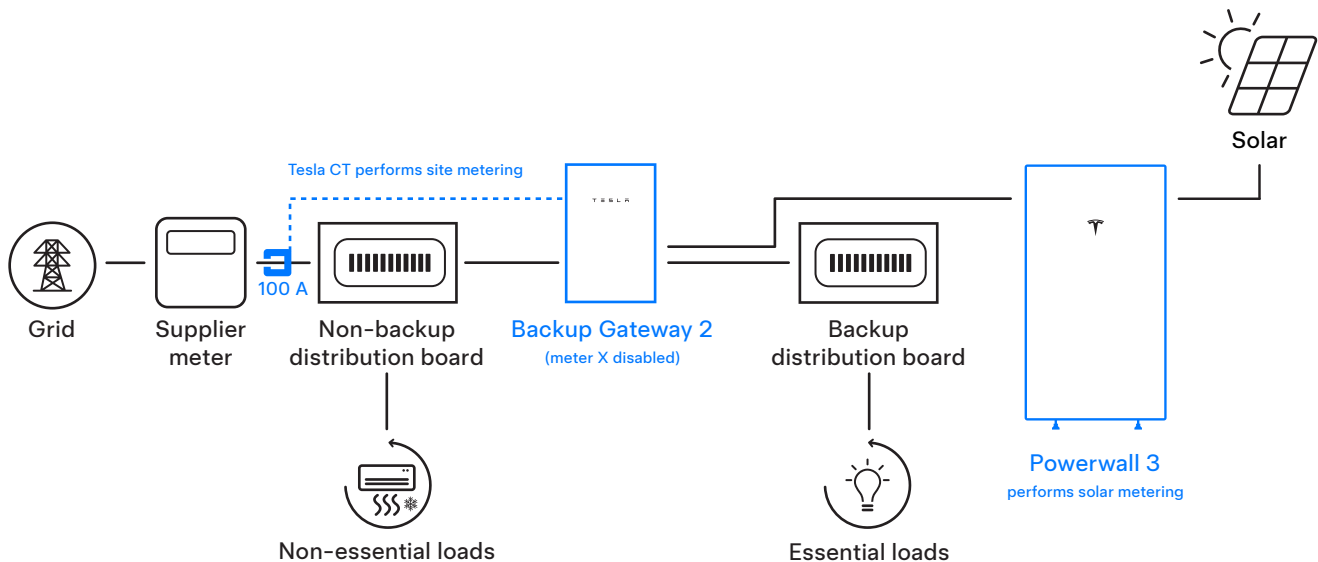 Solar
Tesla CT performs site metering
TESLA
100 A
Grid
Supplier
meter
Non-backup
distribution board
Backup Gateway 2
(meter X disabled)
Backup
distribution board
Powerwall 3
performs solar metering
Non-essential loads
Essential loads